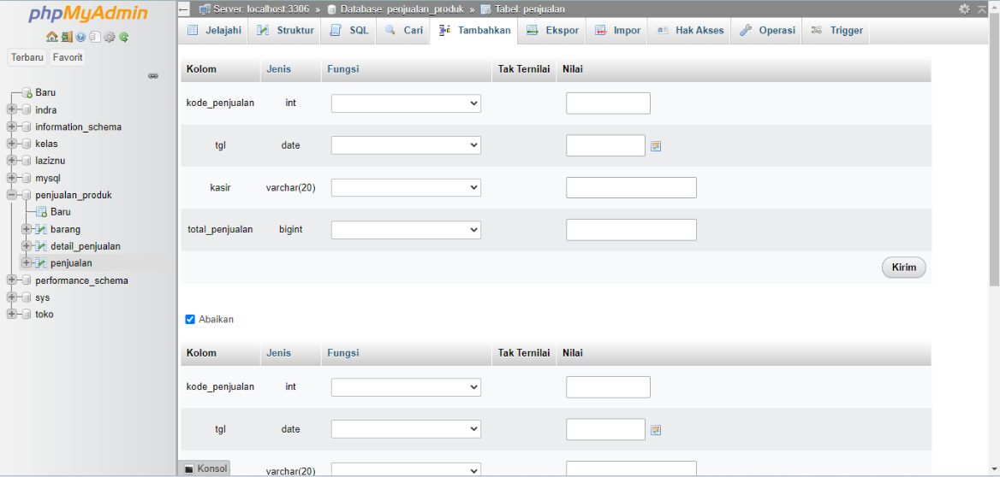 phpMyAdmin
Terbaru Favorit
Baru
indra
information_schema
kelas
laziznu
mysql
penjualan_produk
Baru
barang
detail_penjualan
penjualan
performance_schema
sys
toko
Server: localhost:3306 » Database: penjualan_produk » Tabel: penjualan
Jelajahi Struktur SQL Cari Tambahkan Ekspor Impor Hak Akses Operasi Trigger
Kolom Jenis Fungsi Tak Ternilai Nilai
kode_penjualan int
tgl date
kasir varchar(20)
total_penjualan bigint
Kirim
Abaikan
Kolom Jenis Fungsi Tak Ternilai Nilai
kode_penjualan int
tgl date
varchar(20)
Konsol